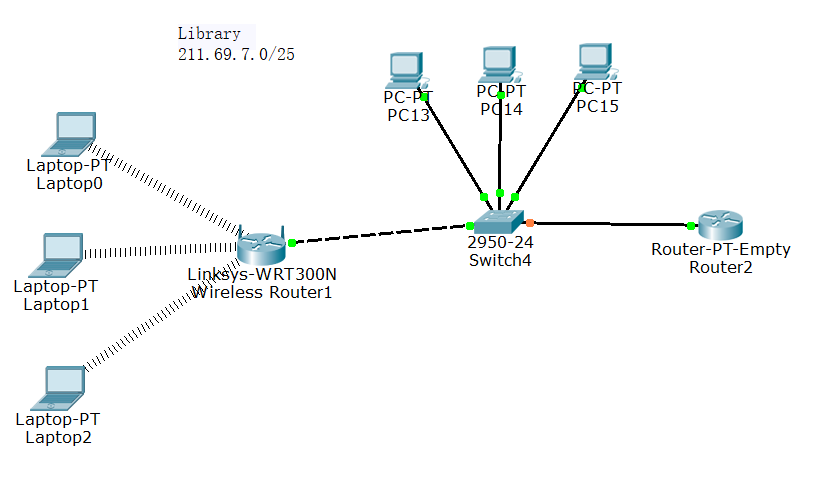 Library
211.69.7.0/25
PC-PT
PC13
PC-PT
PC14
PC-PT
PC15
Laptop-PT
Laptop0
2950-24
Switch4
Router-PT-Empty
Router2
Linksys-WRT300N
Wireless Router1
Laptop-PT
Laptop1
Laptop-PT
Laptop2